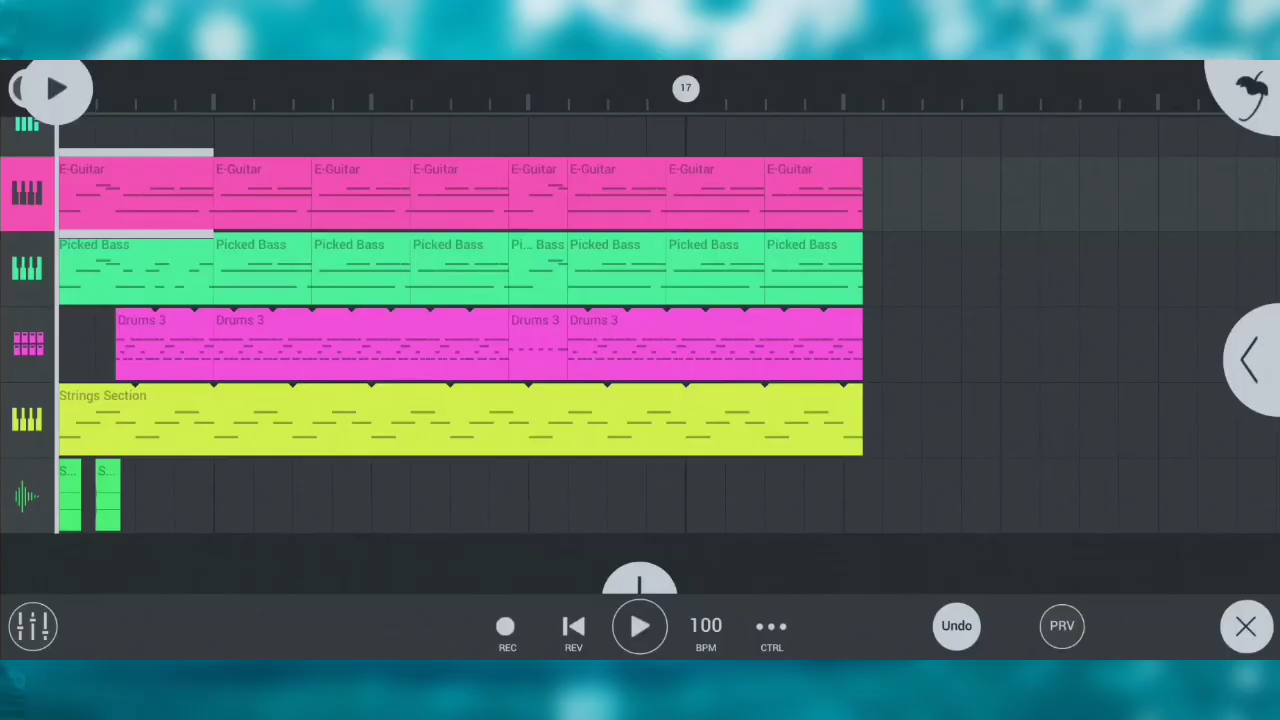 17
E-Guitar E-Guitar E-Guitar E-Guitar E-Guitar E-Guitar E-Guitar E-Guitar
Picked Bass Picked Bass Picked Bass Picked Bass Pi... Bass Picked Bass Picked Bass Picked Bass
Drums 3 Drums 3 Drums 3 Drums 3
Strings Section
S... S...
100 Undo PRV
REC REV BPM CTRL